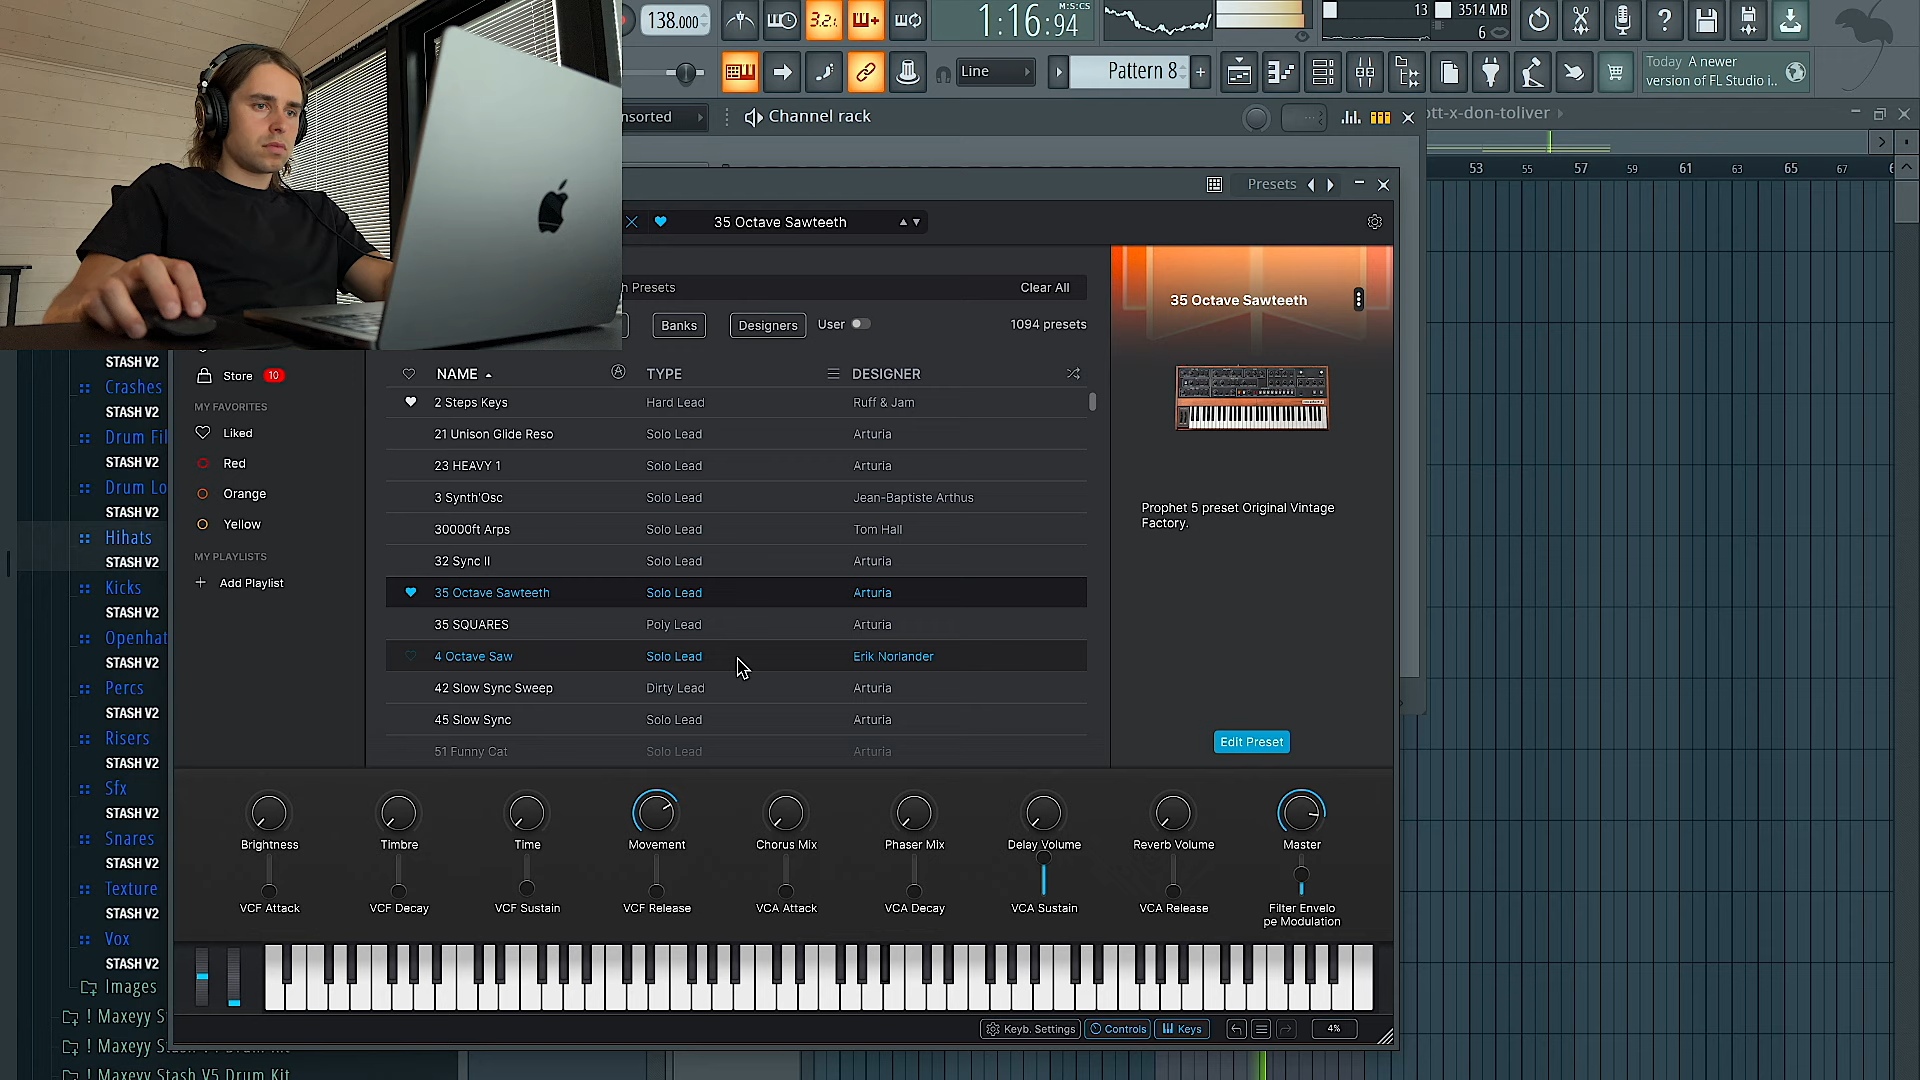 138.000
3.2.
1:16:94
M:S:CS
13
3514 MB
6
Line
Pattern 8
Today A newer
version of FL Studio i..
nsorted
Channel rack
ott-x-don-toliver
53 55 57 59 61 63 65 67
Presets
35 Octave Sawteeth
h Presets
Clear All
Banks
Designers
User
1094 presets
NAME
TYPE
DESIGNER
2 Steps Keys Hard Lead Ruff & Jam
21 Unison Glide Reso Solo Lead Arturia
23 HEAVY 1 Solo Lead Arturia
3 Synth'Osc Solo Lead Jean-Baptiste Arthus
30000ft Arps Solo Lead Tom Hall
32 Sync II Solo Lead Arturia
35 Octave Sawteeth Solo Lead Arturia
35 SQUARES Poly Lead Arturia
4 Octave Saw Solo Lead Erik Norlander
42 Slow Sync Sweep Dirty Lead Arturia
45 Slow Sync Solo Lead Arturia
51 Funny Cat Solo Lead Arturia
35 Octave Sawteeth
Prophet 5 preset Original Vintage
Factory.
Edit Preset
Store 10
MY FAVORITES
Liked
Red
Orange
Yellow
MY PLAYLISTS
+ Add Playlist
STASH V2
Crashes
STASH V2
Drum Fil
STASH V2
Drum Lo
STASH V2
Hihats
STASH V2
Kicks
STASH V2
Openhat
STASH V2
Percs
STASH V2
Risers
STASH V2
Sfx
STASH V2
Snares
STASH V2
Texture
STASH V2
Vox
STASH V2
Images
! Maxeyy S
! Maxeyy St
! Maxeyy Stash V5 Drum Kit
Brightness
Timbre
Time
Movement
Chorus Mix
Phaser Mix
Delay Volume
Reverb Volume
Master
VCF Attack
VCF Decay
VCF Sustain
VCF Release
VCA Attack
VCA Decay
VCA Sustain
VCA Release
Filter Envelo
pe Modulation
Keyb. Settings
Controls
Keys
4%